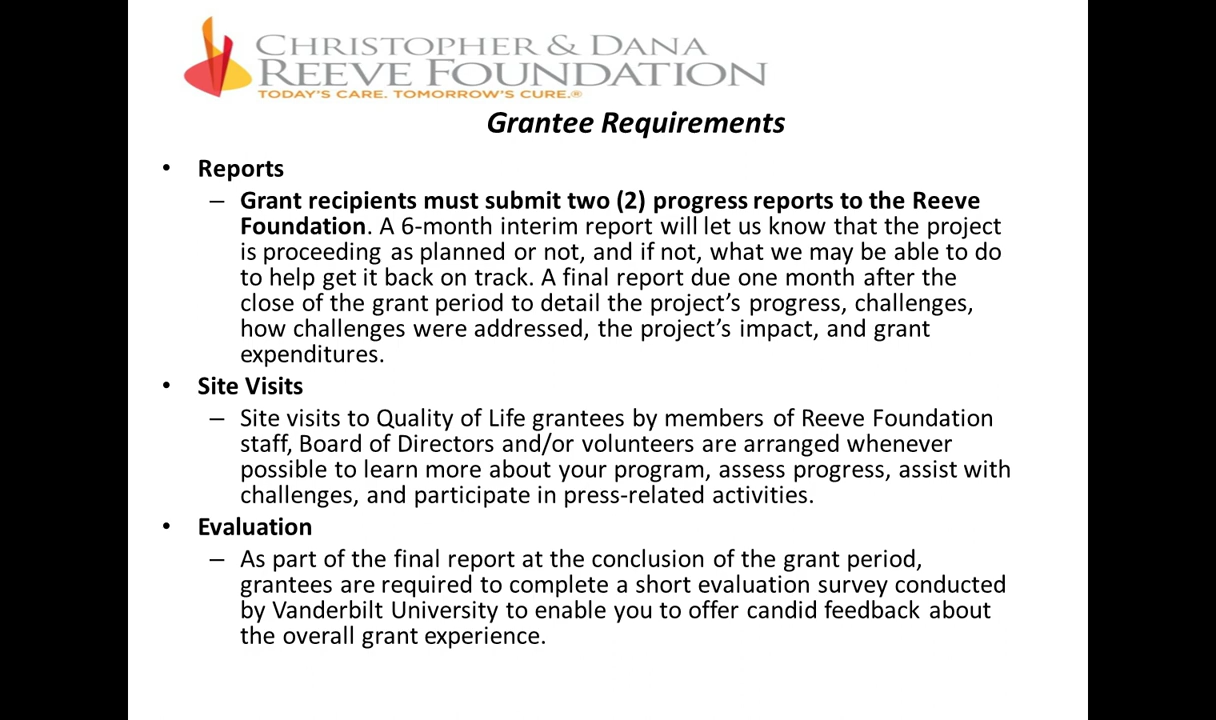 CHRISTOPHER & DANA
REEVE FOUNDATION
TODAY'S CARE. TOMORROW'S CURE.®
Grantee Requirements
• Reports
– Grant recipients must submit two (2) progress reports to the Reeve
Foundation. A 6-month interim report will let us know that the project
is proceeding as planned or not, and if not, what we may be able to do
to help get it back on track. A final report due one month after the
close of the grant period to detail the project’s progress, challenges,
how challenges were addressed, the project’s impact, and grant
expenditures.
• Site Visits
– Site visits to Quality of Life grantees by members of Reeve Foundation
staff, Board of Directors and/or volunteers are arranged whenever
possible to learn more about your program, assess progress, assist with
challenges, and participate in press-related activities.
• Evaluation
– As part of the final report at the conclusion of the grant period,
grantees are required to complete a short evaluation survey conducted
by Vanderbilt University to enable you to offer candid feedback about
the overall grant experience.